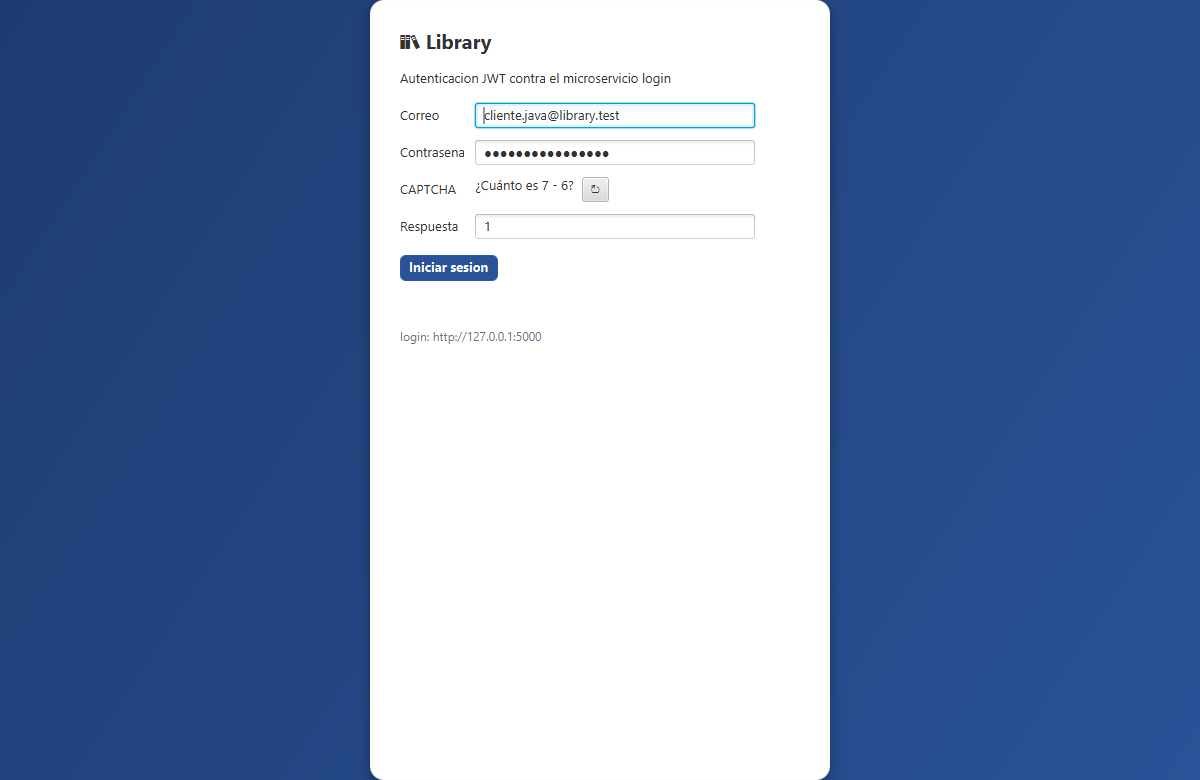 Library
Autenticacion JWT contra el microservicio login
Correo cliente.java@library.test
Contrasena ●●●●●●●●●●●●●●●●
CAPTCHA ¿Cuánto es 7 - 6?
Respuesta 1
Iniciar sesion
login: http://127.0.0.1:5000